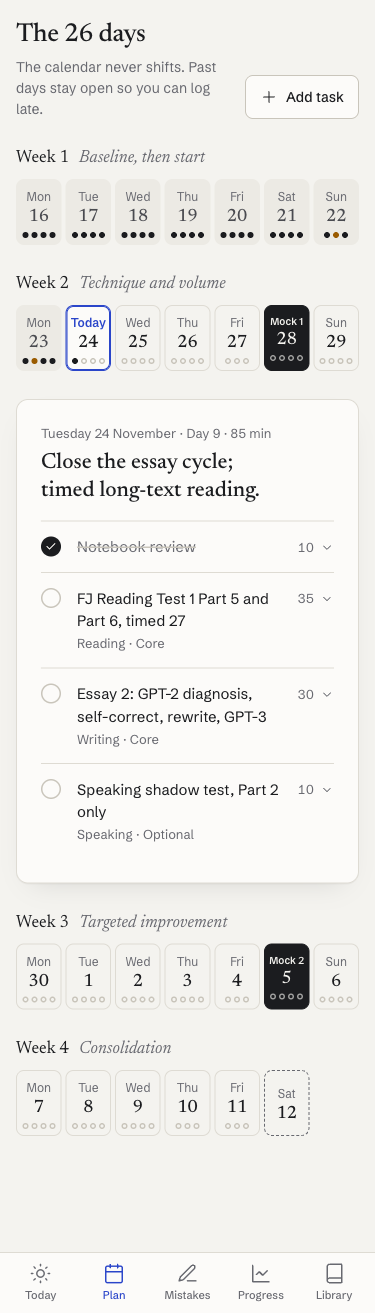 The 26 days
The calendar never shifts. Past
days stay open so you can log
late.
Add task
Week 1 Baseline, then start
Mon Tue Wed Thu Fri Sat Sun
16 17 18 19 20 21 22
Week 2 Technique and volume
Mon Today Wed Thu Fri Mock 1 Sun
23 24 25 26 27 28 29
Tuesday 24 November · Day 9 · 85 min
Close the essay cycle;
timed long-text reading.
Notebook review 10
FJ Reading Test 1 Part 5 and 35
Part 6, timed 27
Reading · Core
Essay 2: GPT-2 diagnosis, 30
self-correct, rewrite, GPT-3
Writing · Core
Speaking shadow test, Part 2 10
only
Speaking · Optional
Week 3 Targeted improvement
Mon Tue Wed Thu Fri Mock 2 Sun
30 1 2 3 4 5 6
Week 4 Consolidation
Mon Tue Wed Thu Fri Sat
7 8 9 10 11 12
Today Plan Mistakes Progress Library